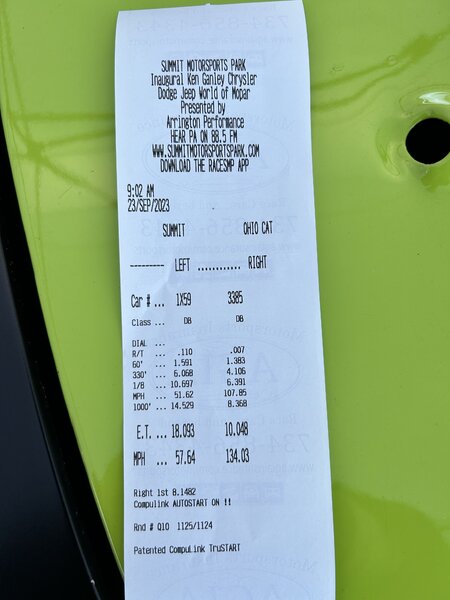 SUMMIT MOTORSPORTS PARK
Inaugural Ken Ganley Chrysler
Dodge Jeep World of Mopar
Presented by
Arrington Performance
HEAR PA ON 88.5 FM
WWW.SUMMITMOTORSPORTSPARK.COM
DOWNLOAD THE RACESMP APP
9:02 AM
23/SEP/2023
SUMMIT OHIO CAT
--------- LEFT ............ RIGHT
Car # ... 1X59 3385
Class ... DB DB
DIAL ...
R/T ... .110 .007
60' ... 1.591 1.383
330' ... 6.068 4.106
1/8 ... 10.697 6.391
MPH ... 51.62 107.85
1000' ... 14.529 8.368
E.T. ... 18.093 10.048
MPH ... 57.64 134.03
Right 1st 8.1482
Compulink AUTOSTART ON !!
Rnd # Q10 1125/1124
Patented CompuLink TruSTART